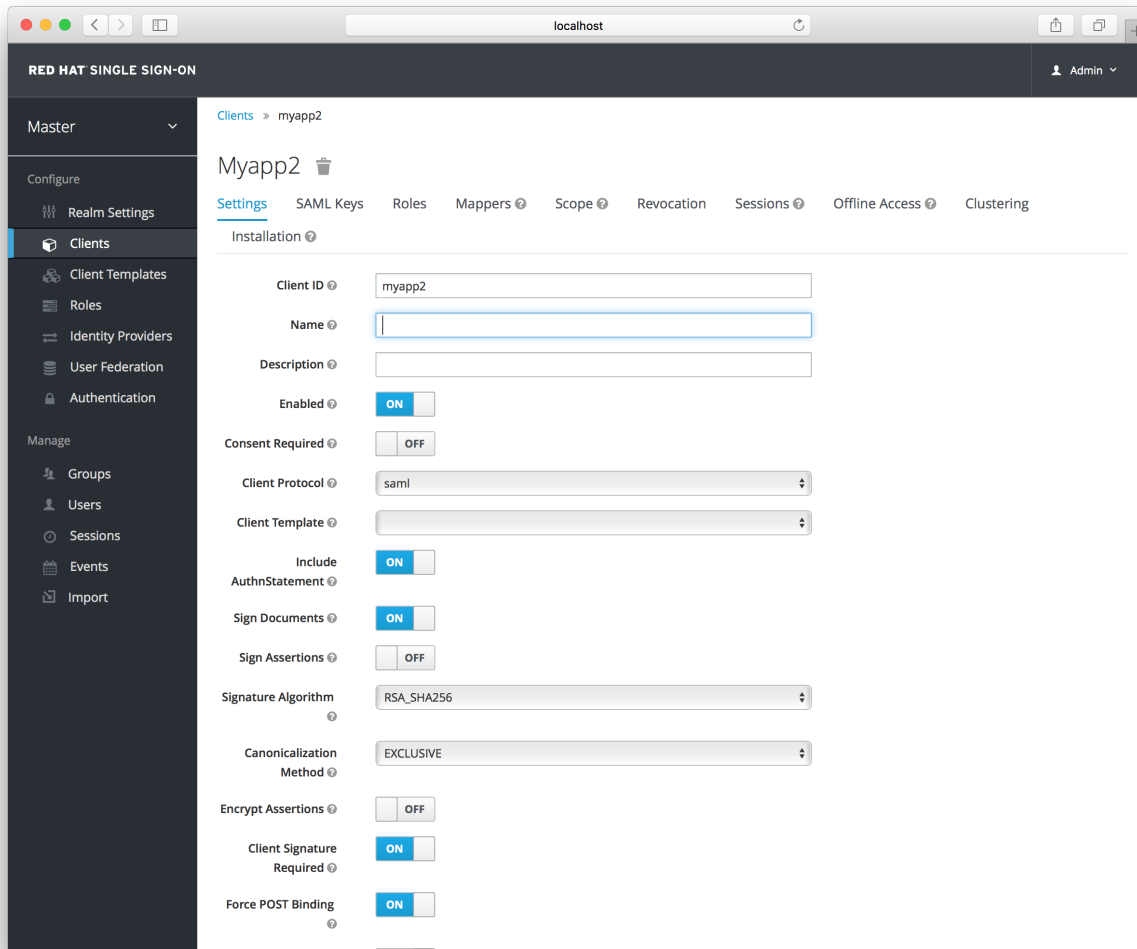 localhost
RED HAT SINGLE SIGN-ON
Admin
Master
Configure
Realm Settings
Clients
Client Templates
Roles
Identity Providers
User Federation
Authentication
Manage
Groups
Users
Sessions
Events
Import
Clients » myapp2
Myapp2
Settings SAML Keys Roles Mappers Scope Revocation Sessions Offline Access Clustering
Installation
Client ID myapp2
Name
Description
Enabled ON
Consent Required OFF
Client Protocol saml
Client Template
Include
AuthnStatement ON
Sign Documents ON
Sign Assertions OFF
Signature Algorithm RSA_SHA256
Canonicalization
Method EXCLUSIVE
Encrypt Assertions OFF
Client Signature
Required ON
Force POST Binding ON